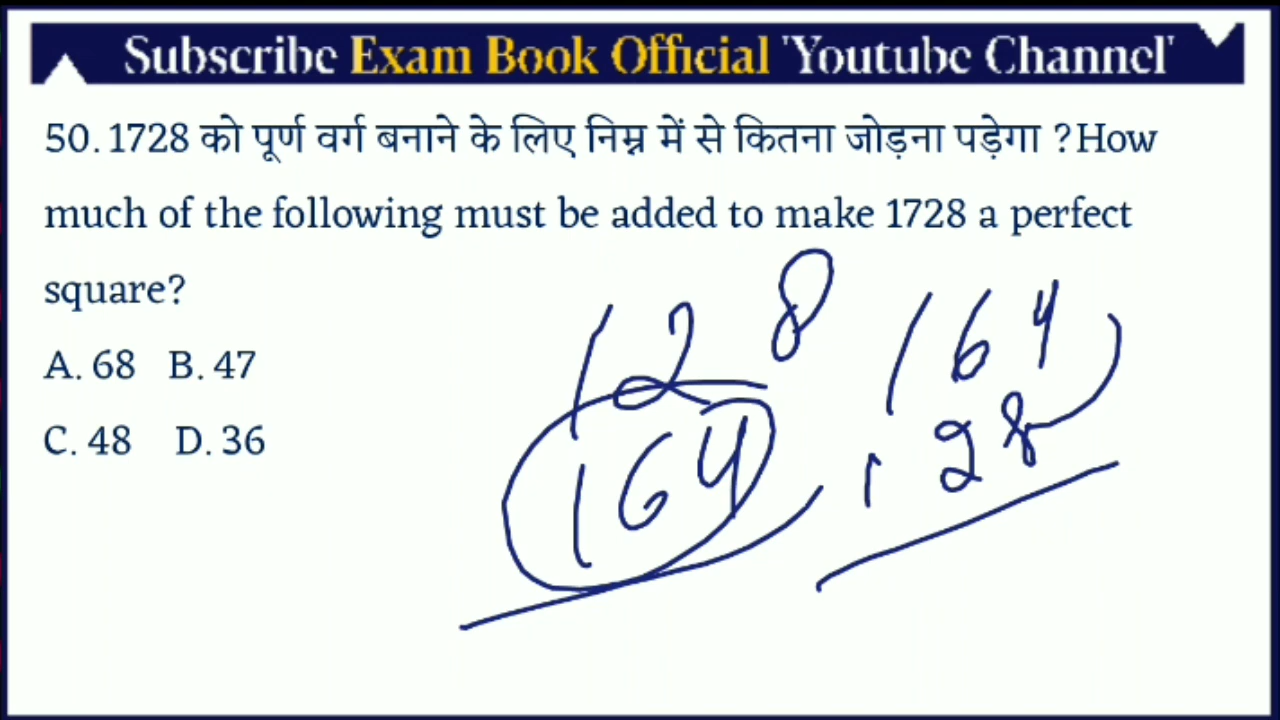 Subscribe Exam Book Official 'Youtube Channel'
50. 1728 को पूर्ण वर्ग बनाने के लिए निम्न में से कितना जोड़ना पड़ेगा ?How
much of the following must be added to make 1728 a perfect
square?
A. 68 B. 47
C. 48 D. 36
128
164
164
128